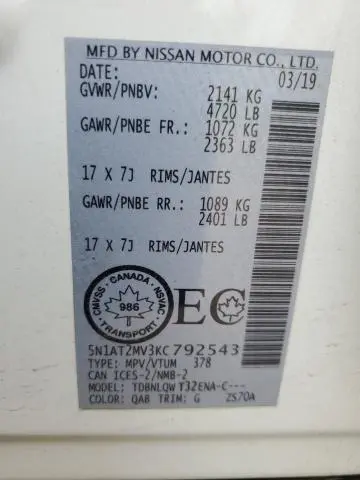 MFD BY NISSAN MOTOR CO., LTD.
DATE: 03/19
GVWR/PNBV: 2141 KG
4720 LB
GAWR/PNBE FR.: 1072 KG
2363 LB
17 X 7J RIMS/JANTES
GAWR/PNBE RR.: 1089 KG
2401 LB
17 X 7J RIMS/JANTES
CANADA
CMVSS 986 NSVAC
TRANSPORT
EC
5N1AT2MV3KC792543
TYPE: MPV/VTUM 378
CAN ICES-2/NMB-2
MODEL: TDBNLQW T32ENA-C---
COLOR: QAB TRIM: G ZS70A